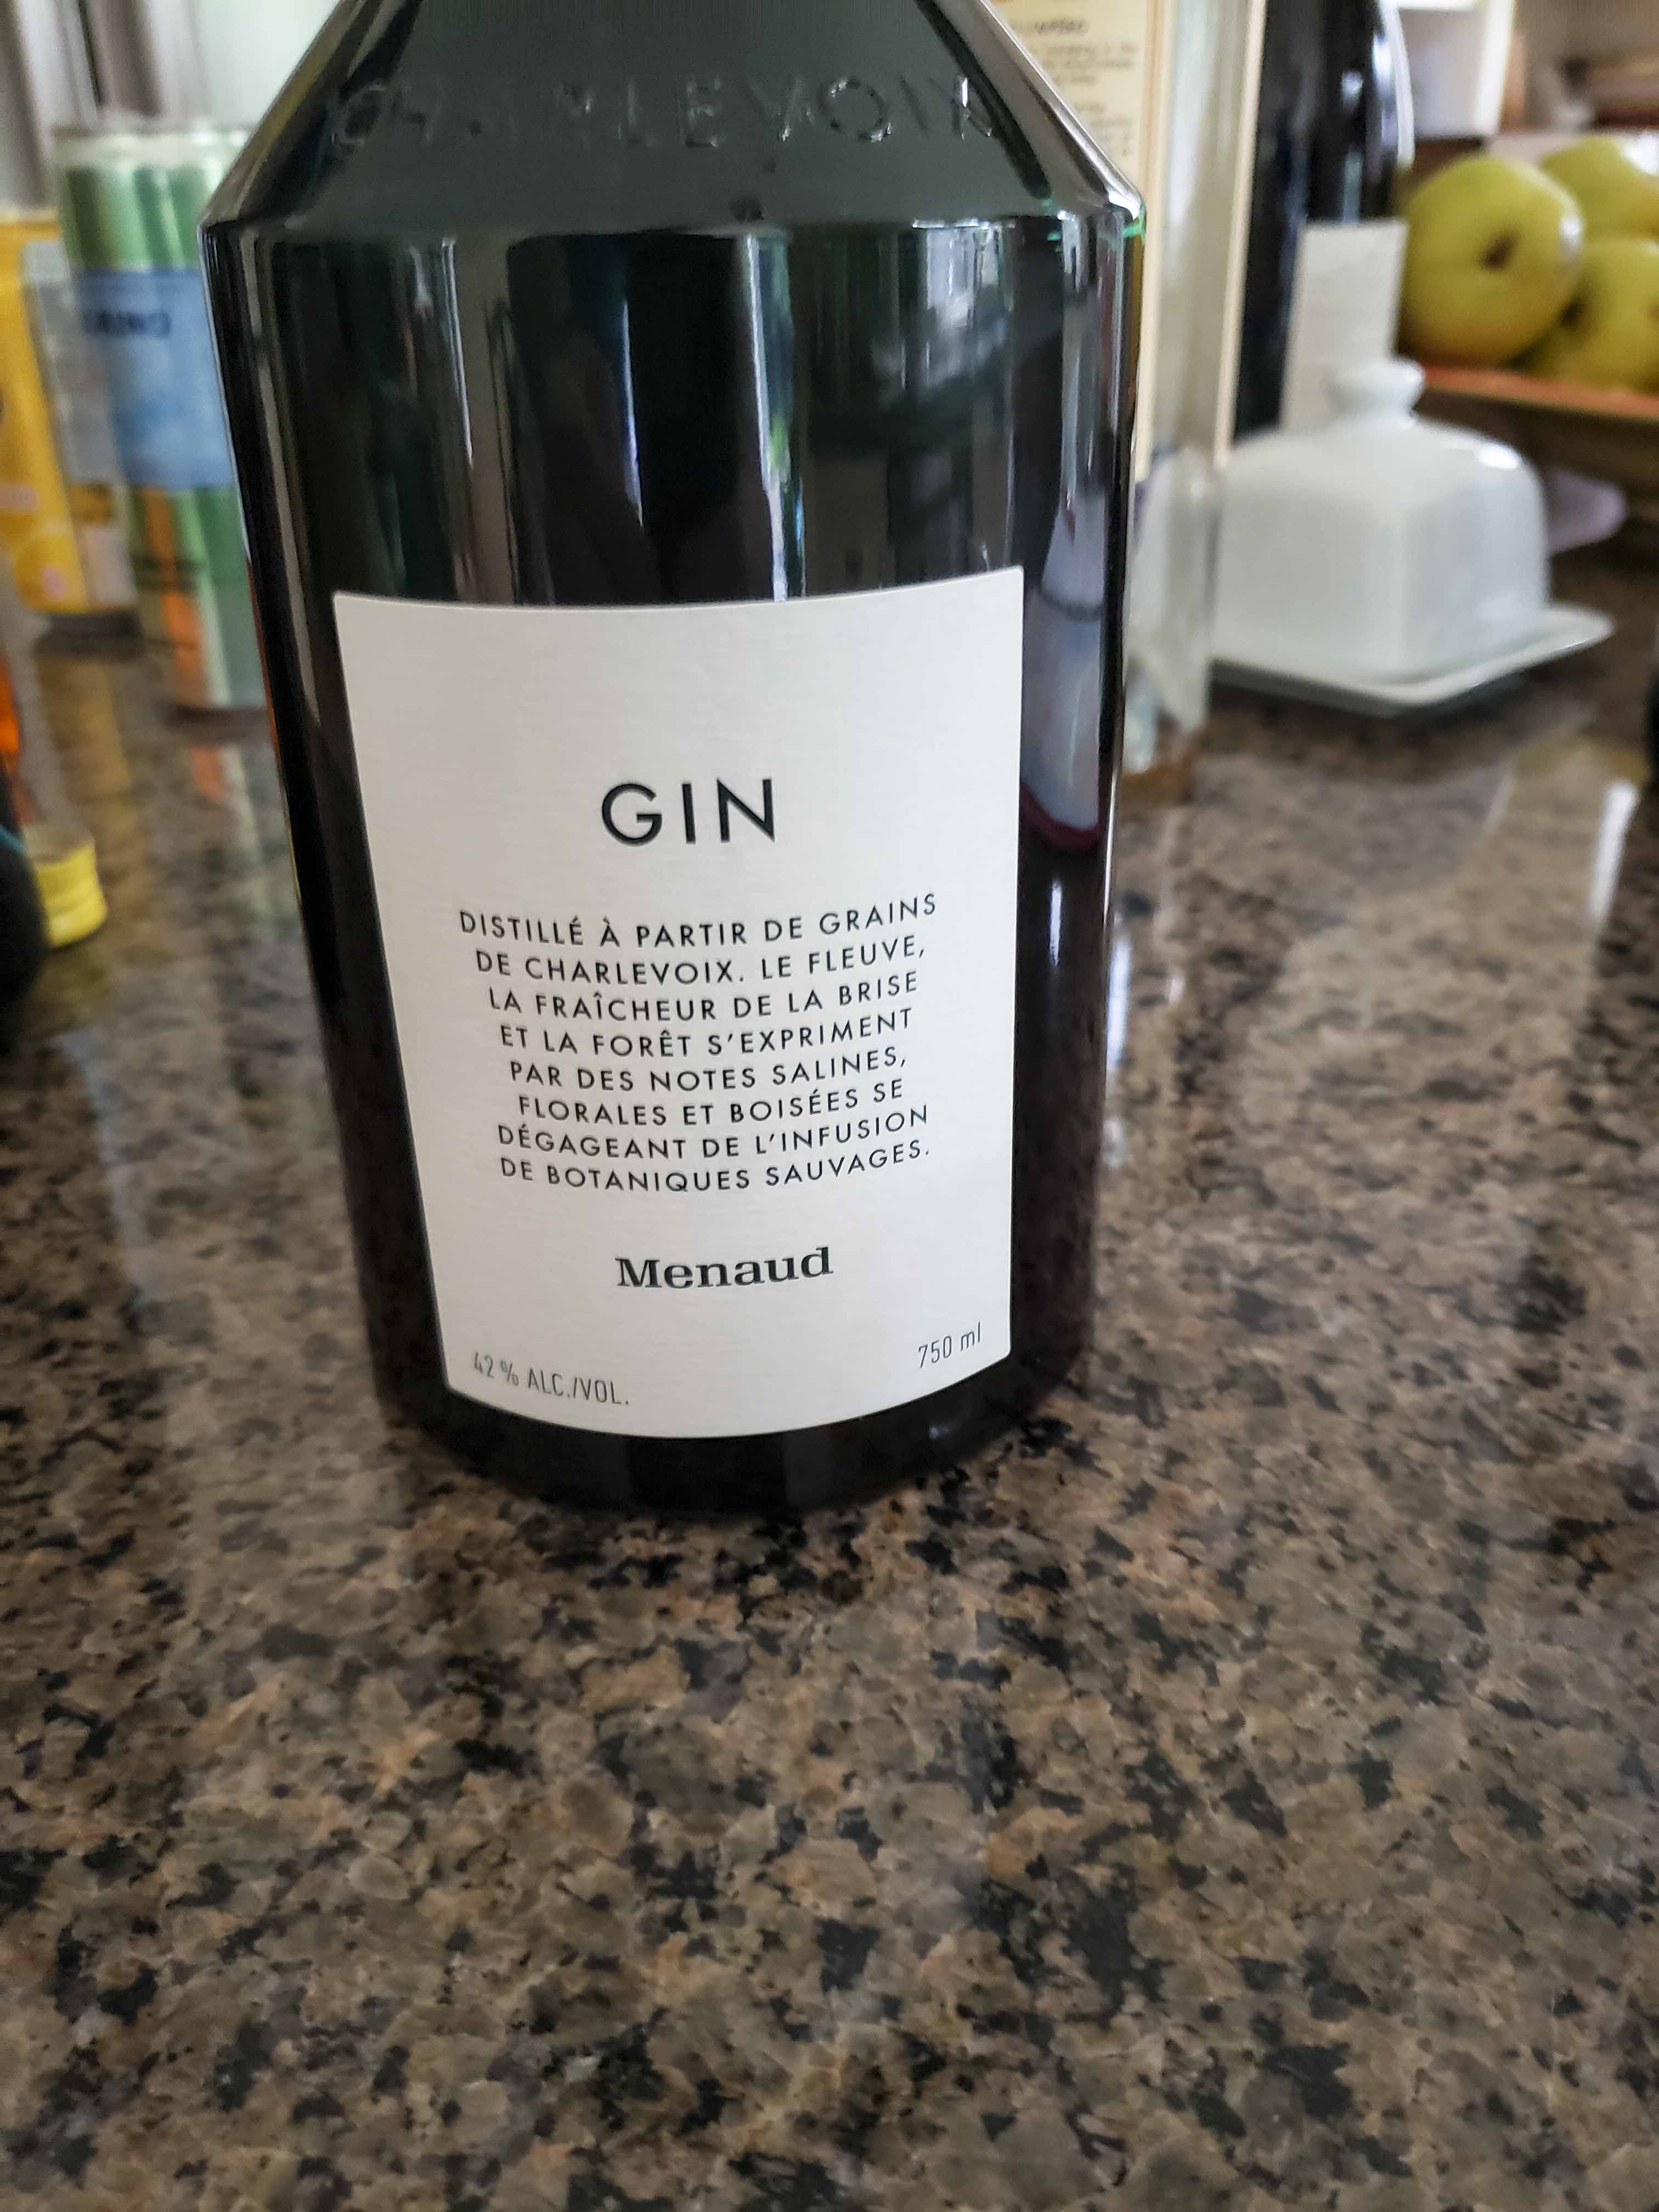 CHARLEVOIX
GIN
DISTILLÉ À PARTIR DE GRAINS
DE CHARLEVOIX. LE FLEUVE,
LA FRAÎCHEUR DE LA BRISE
ET LA FORÊT S'EXPRIMENT
PAR DES NOTES SALINES,
FLORALES ET BOISÉES SE
DÉGAGEANT DE L'INFUSION
DE BOTANIQUES SAUVAGES.
Menaud
42 % ALC./VOL.
750 ml